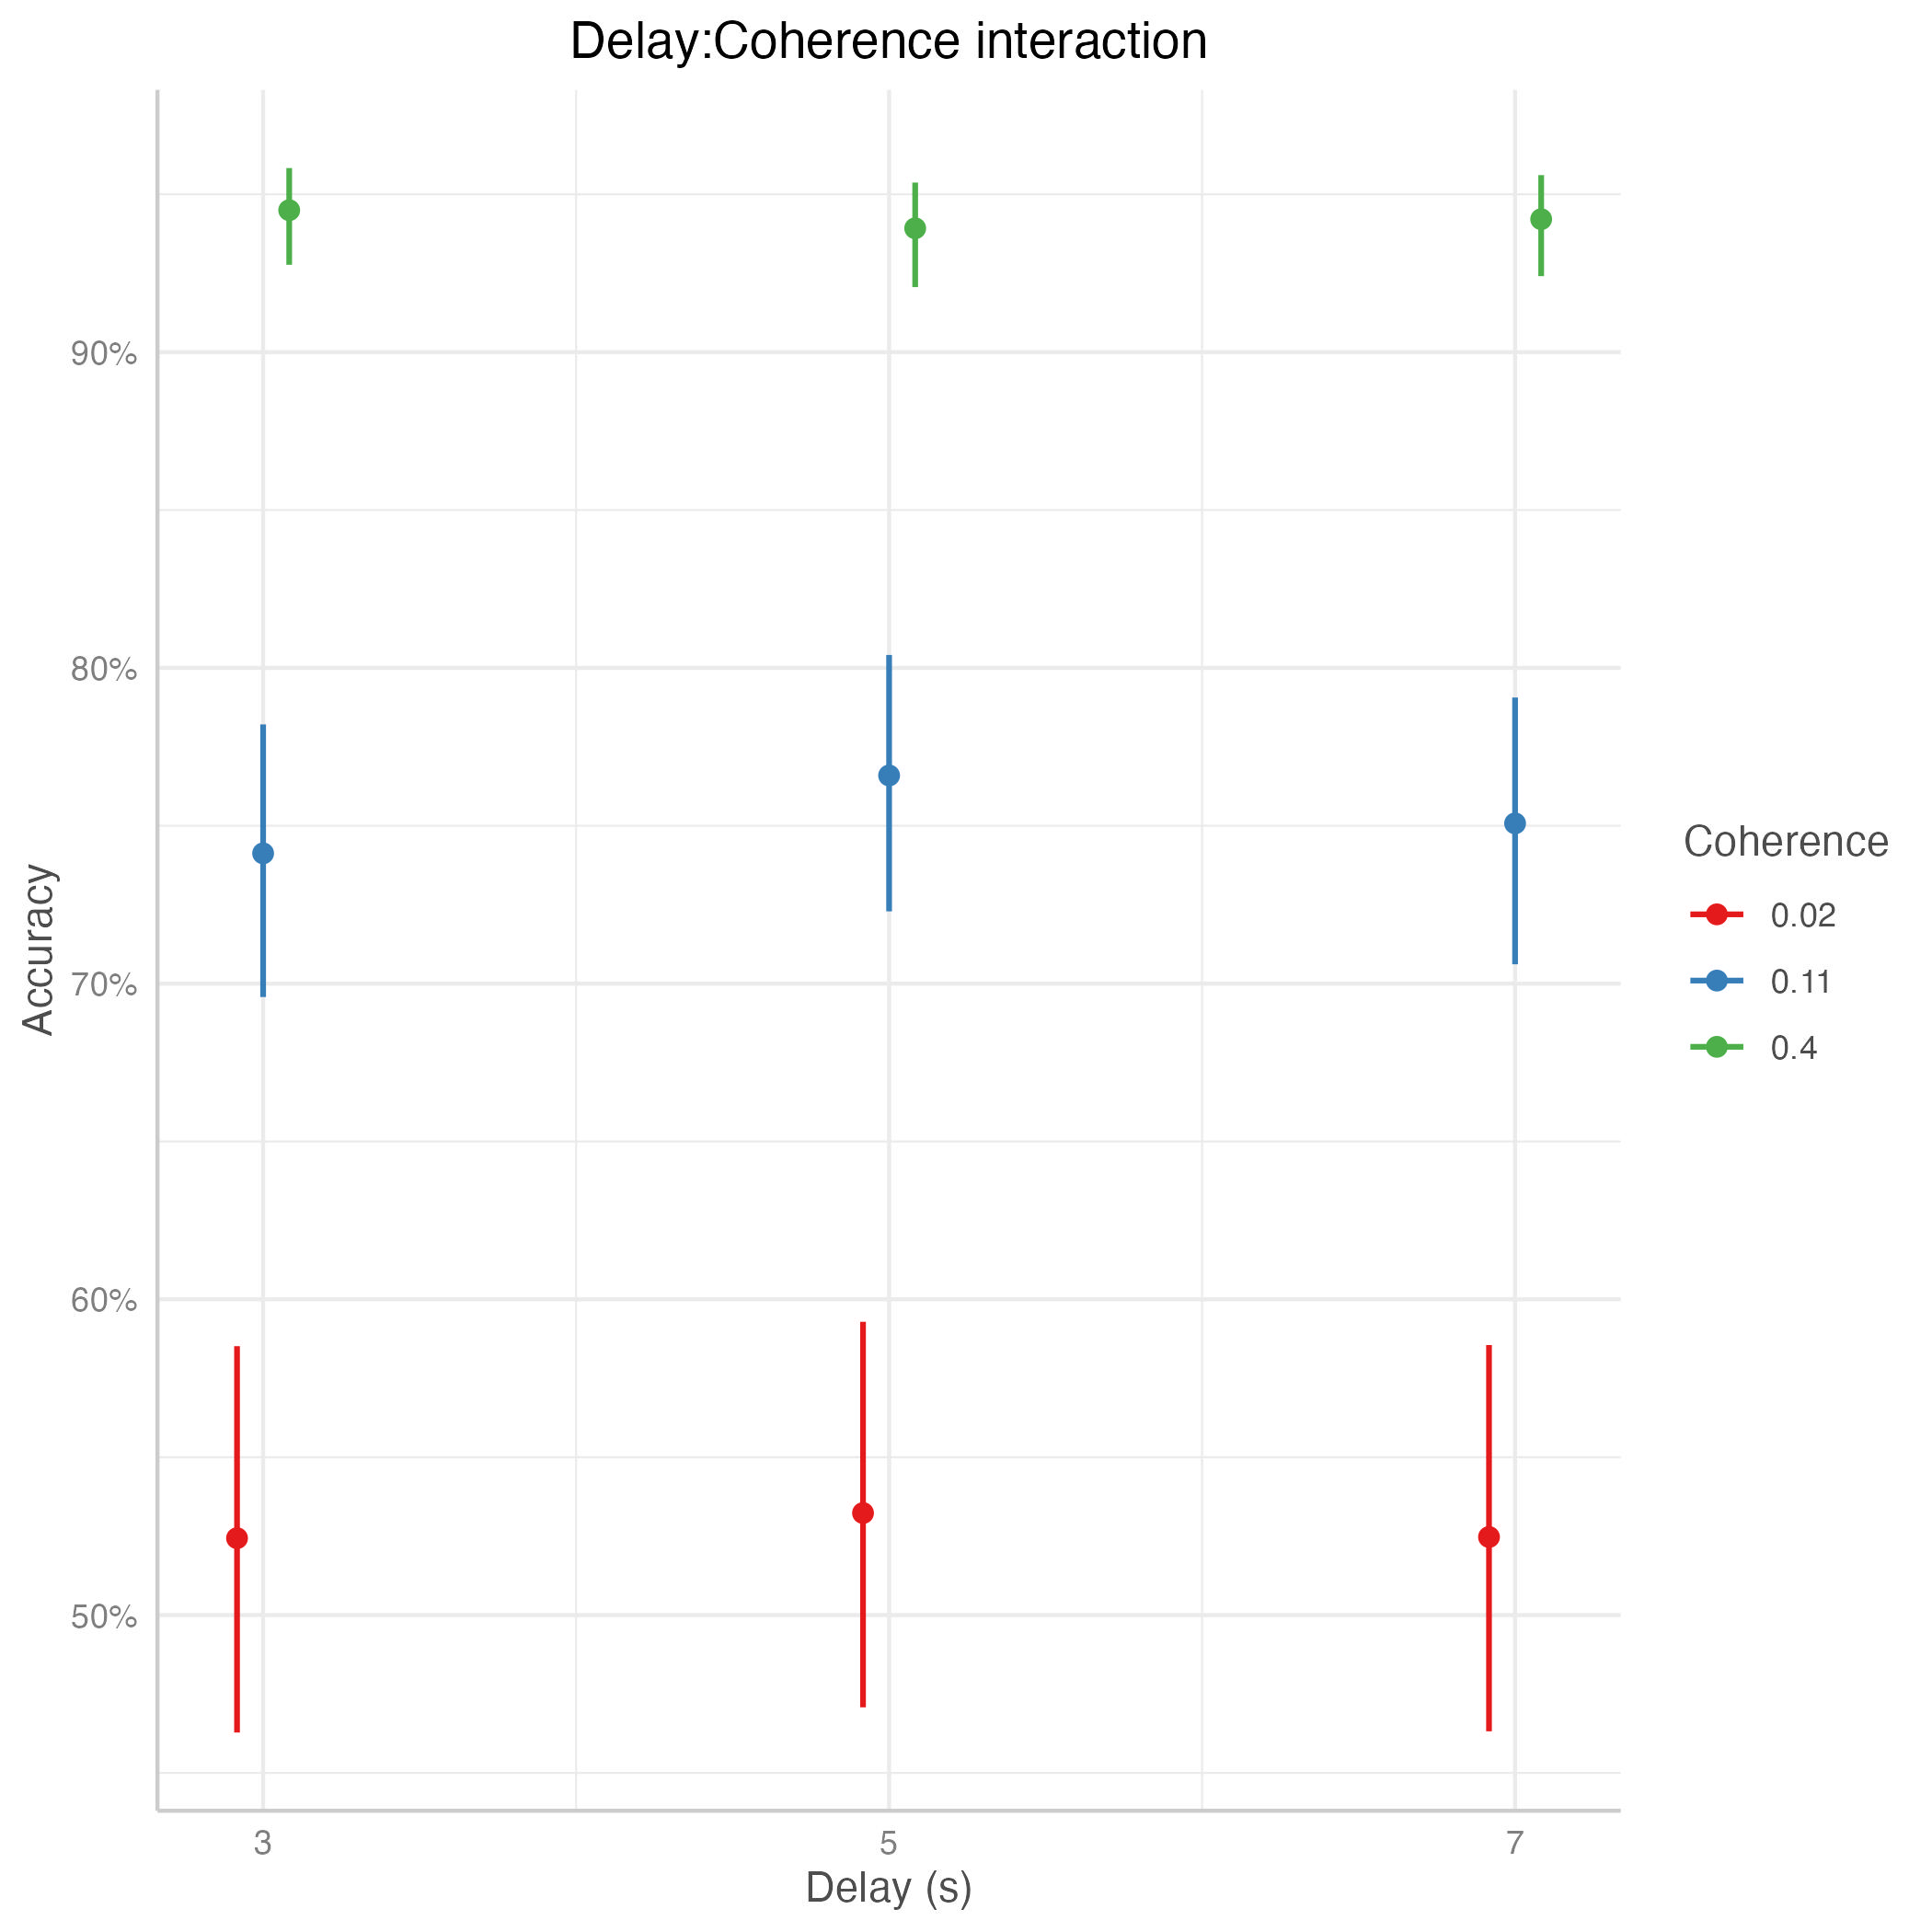 Delay:Coherence interaction
Accuracy
90%
80%
70%
60%
50%
3 5 7
Delay (s)
Coherence
0.02
0.11
0.4